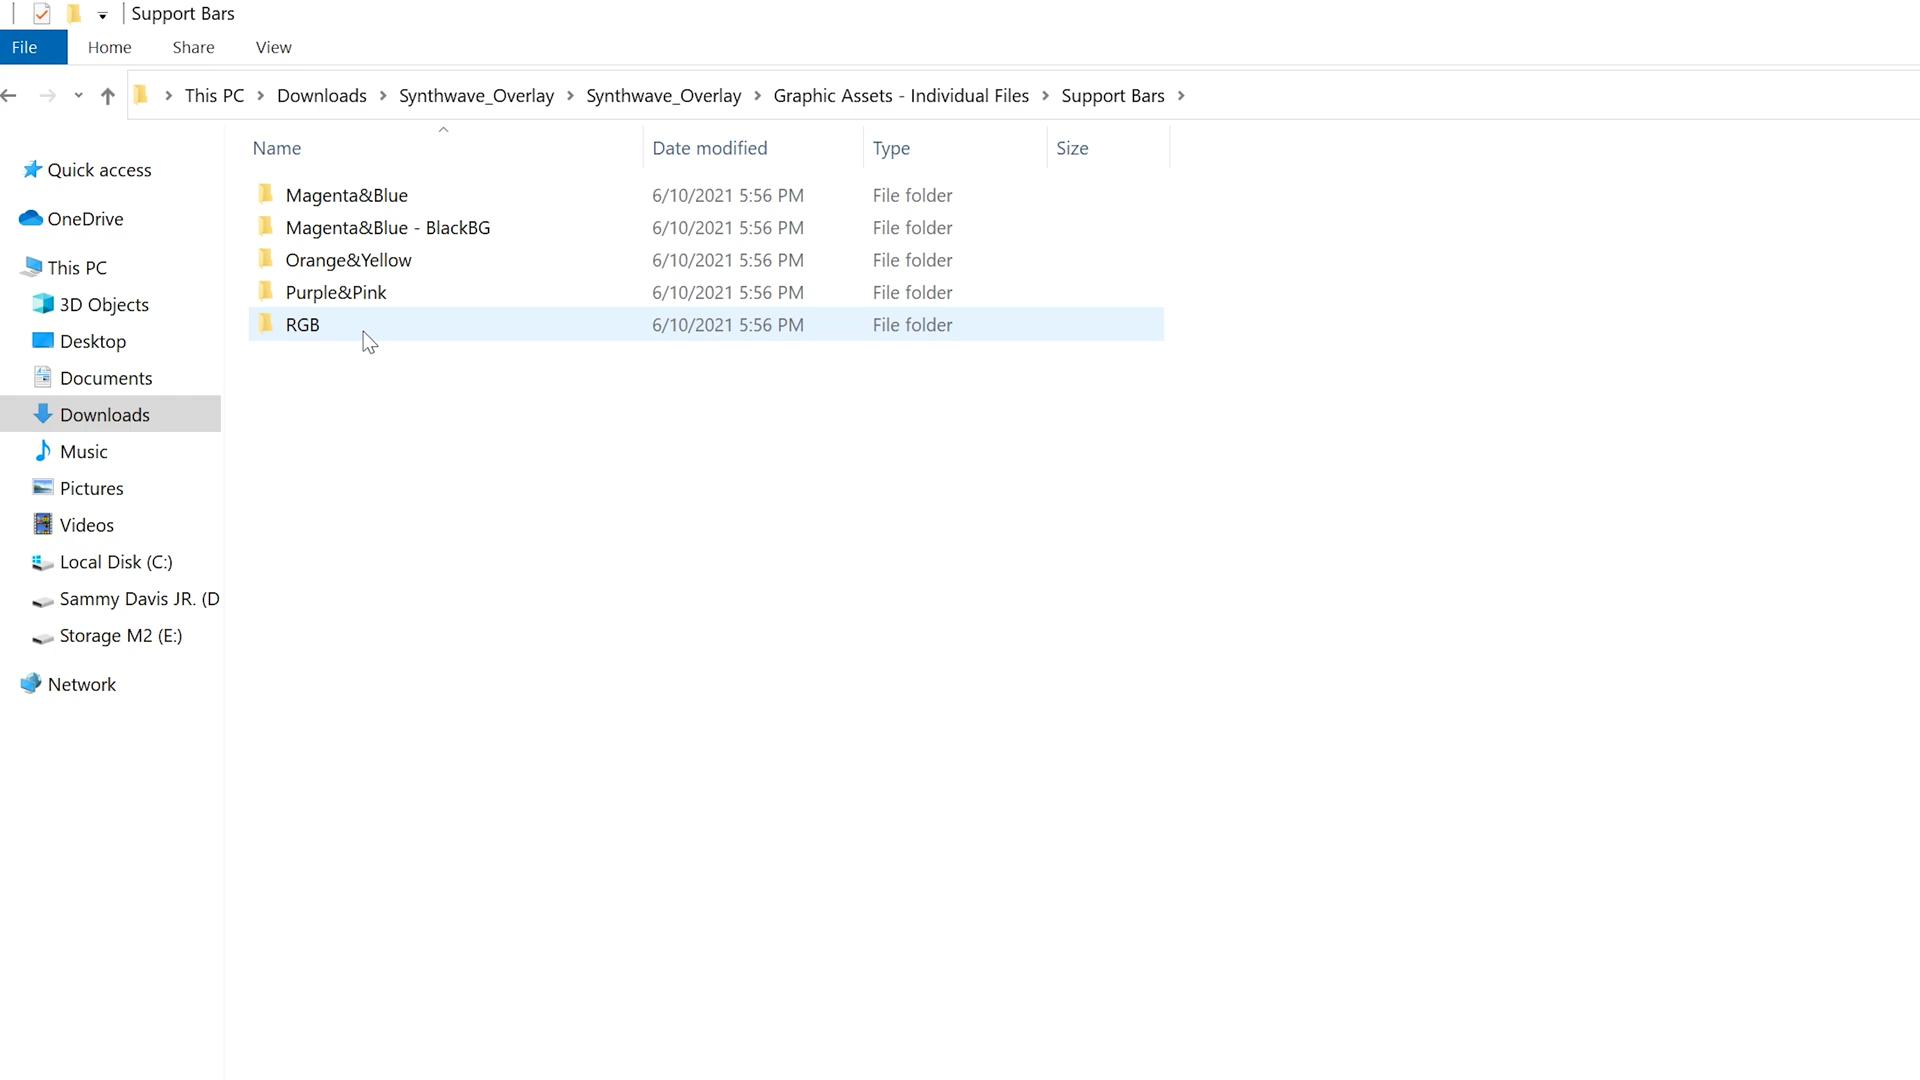 Support Bars
File Home Share View
This PC Downloads Synthwave_Overlay Synthwave_Overlay Graphic Assets - Individual Files Support Bars
Name Date modified Type Size
Quick access
OneDrive
This PC
3D Objects
Desktop
Documents
Downloads
Music
Pictures
Videos
Local Disk (C:)
Sammy Davis JR. (D
Storage M2 (E:)
Network
Magenta&Blue 6/10/2021 5:56 PM File folder
Magenta&Blue - BlackBG 6/10/2021 5:56 PM File folder
Orange&Yellow 6/10/2021 5:56 PM File folder
Purple&Pink 6/10/2021 5:56 PM File folder
RGB 6/10/2021 5:56 PM File folder